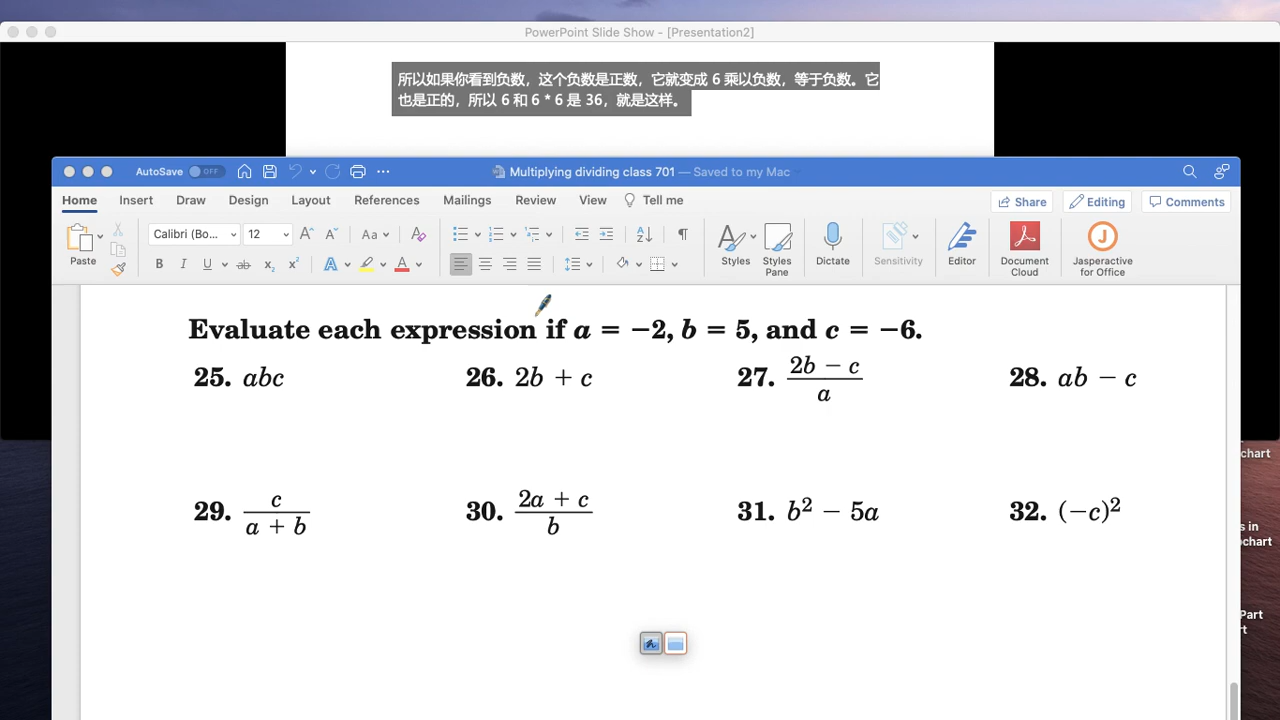 PowerPoint Slide Show - [Presentation2]
所以如果你看到负数，这个负数是正数，它就变成 6 乘以负数，等于负数。它
也是正的，所以 6 和 6 * 6 是 36，就是这样。
AutoSave OFF Multiplying dividing class 701 — Saved to my Mac
Home Insert Draw Design Layout References Mailings Review View Tell me Share Editing Comments
Calibri (Bo... 12
Paste Styles Styles Pane Dictate Sensitivity Editor Document Cloud Jasperactive for Office
Evaluate each expression if a = −2, b = 5, and c = −6.
25. abc 26. 2b + c 27. (2b − c)/a 28. ab − c
29. c/(a + b) 30. (2a + c)/b 31. b² − 5a 32. (−c)²
chart
s in
chart
Part
rt